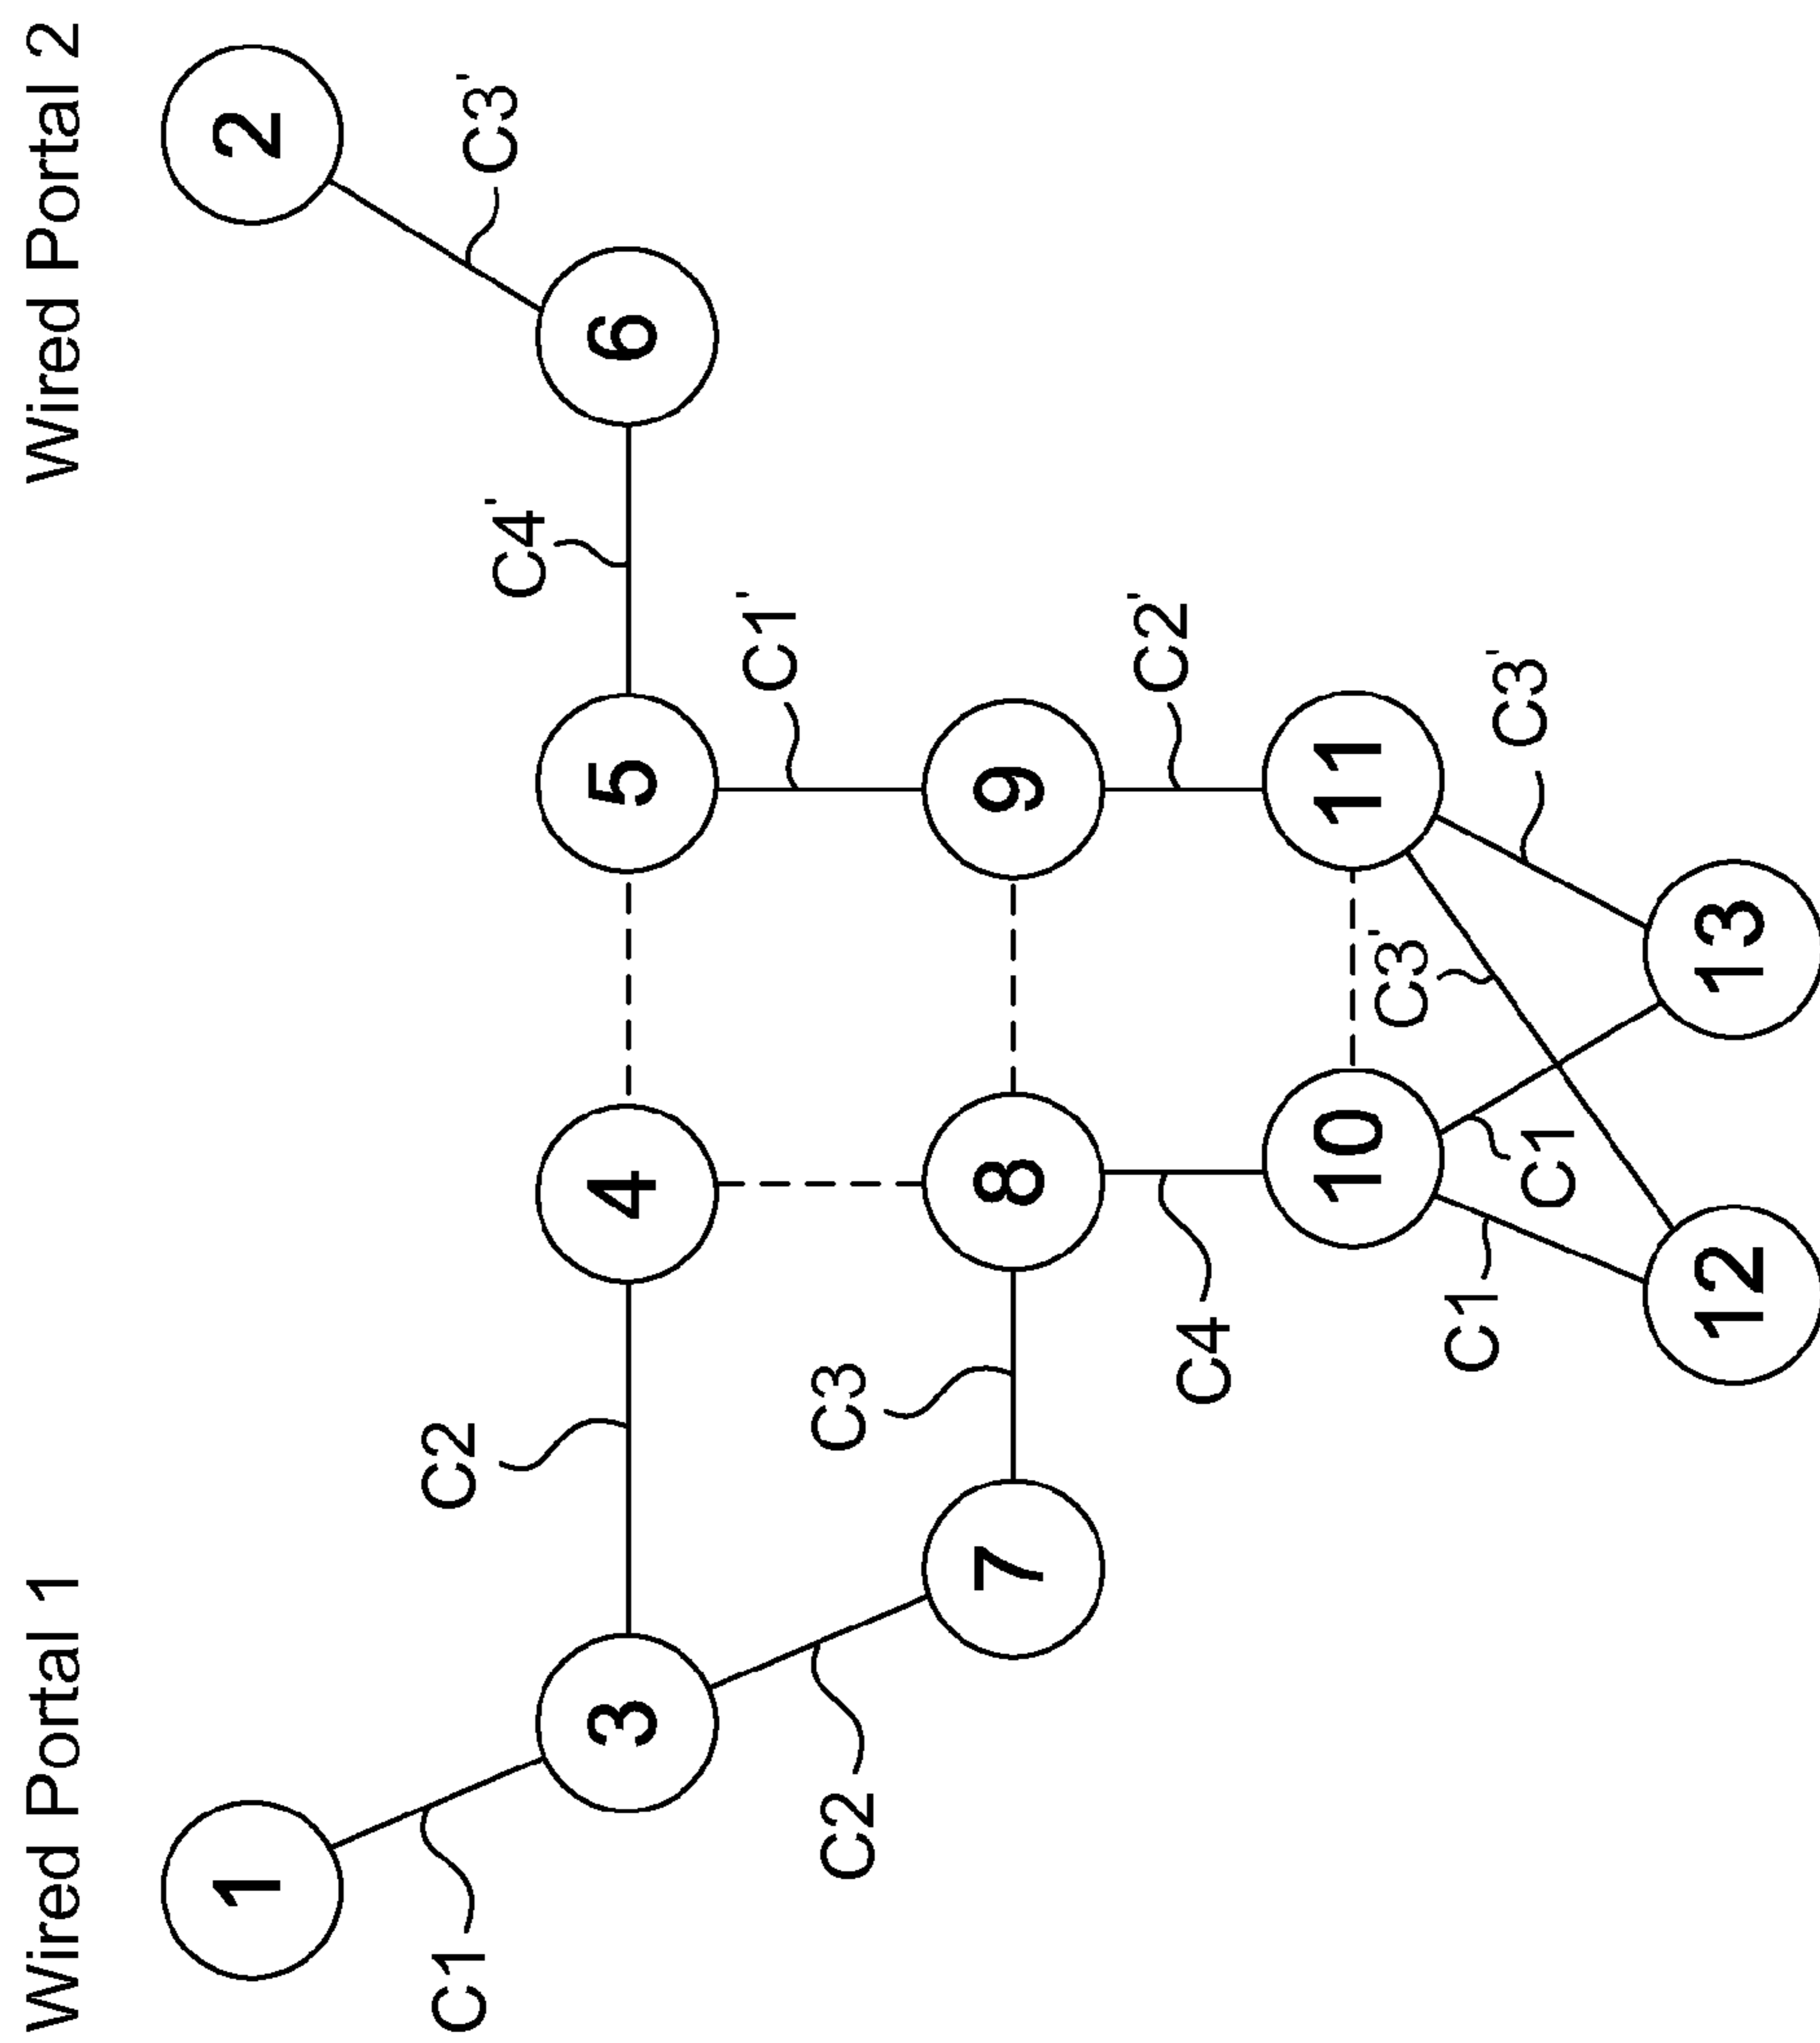 Wired Portal 1
Wired Portal 2
1
2
C1
C3'
C2
C4'
3
4
5
6
C2
C3
C1'
7
8
9
C4
C2'
10
11
C1
C1
C3'
C3'
12
13